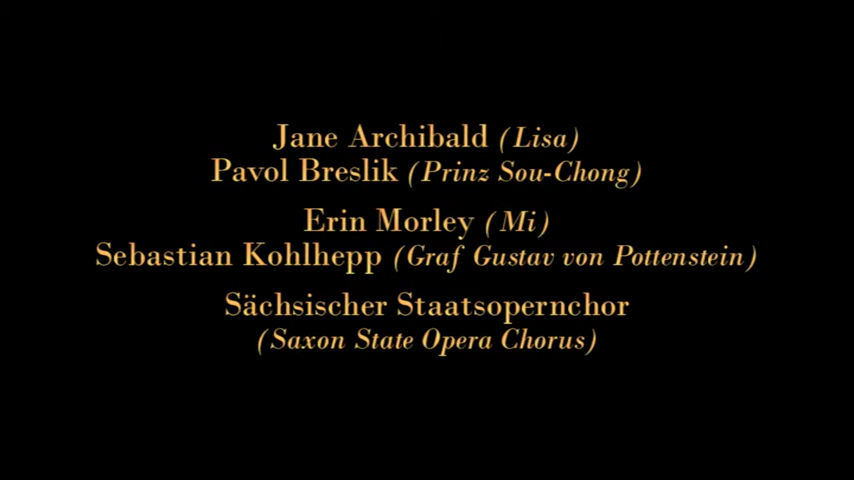 Jane Archibald (Lisa)
Pavol Breslik (Prinz Sou-Chong)
Erin Morley (Mi)
Sebastian Kohlhepp (Graf Gustav von Pottenstein)
Sächsischer Staatsopernchor
(Saxon State Opera Chorus)